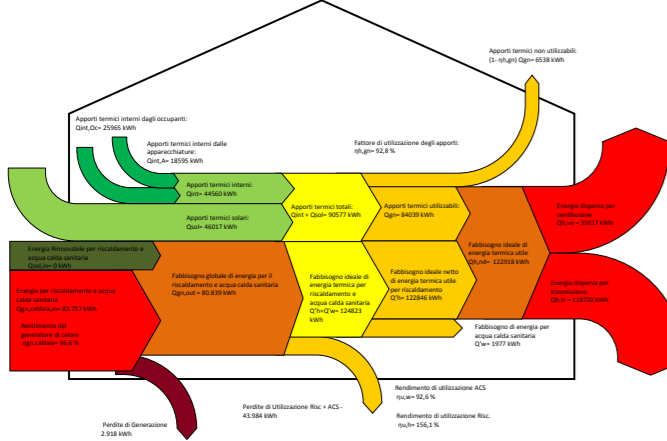 Apporti termici non utilizzabili:
(1- ηh,gn) Qgn= 6538 kWh
Apporti termici interni dagli occupanti:
Qint,Oc= 25965 kWh
Apporti termici interni dalle
apparecchiature:
Qint,A= 18595 kWh
Fattore di utilizzazione degli apporti:
ηh,gn= 92,8 %
Apporti termici interni:
Qint= 44560 kWh
Apporti termici totali:
Qint + Qsol= 90577 kWh
Apporti termici utilizzabili:
Qgn= 84039 kWh
Apporti termici solari:
Qsol= 46017 kWh
Energia dispersa per
ventilazione:
Qh,ve= 35017 kWh
Energia Rinnovabile per riscaldamento e
acqua calda sanitaria
Qsol,in= 0 kWh
Fabbisogno ideale di
energia termica utile
Qh,nd= 122918 kWh
Fabbisogno globale di energia per il
riscaldamento e acqua calda sanitaria
Qgn,out= 80.839 kWh
Fabbisogno ideale di
energia termica per
riscaldamento e
acqua calda sanitaria
Q'h+Q'w= 124823
kWh
Fabbisogno ideale netto
di energia termica utile
per riscaldamento
Q'h= 122846 kWh
Energia per riscaldamento e acqua
calda sanitaria
Qgn,caldaia,in= 83.757 kWh
Energia dispersa per
trasmissione
Rendimento del
generatore di calore
ηgn,caldaia= 96,6 %
Fabbisogno di energia per
acqua calda sanitaria
Q'w= 1977 kWh
Rendimento di utilizzazione ACS
ηu,w= 92,6 %
Perdite di Utilizzazione Risc + ACS -
43.984 kWh
Rendimento di utilizzazione Risc.
ηu,h= 156,1 %
Perdite di Generazione
2.918 kWh